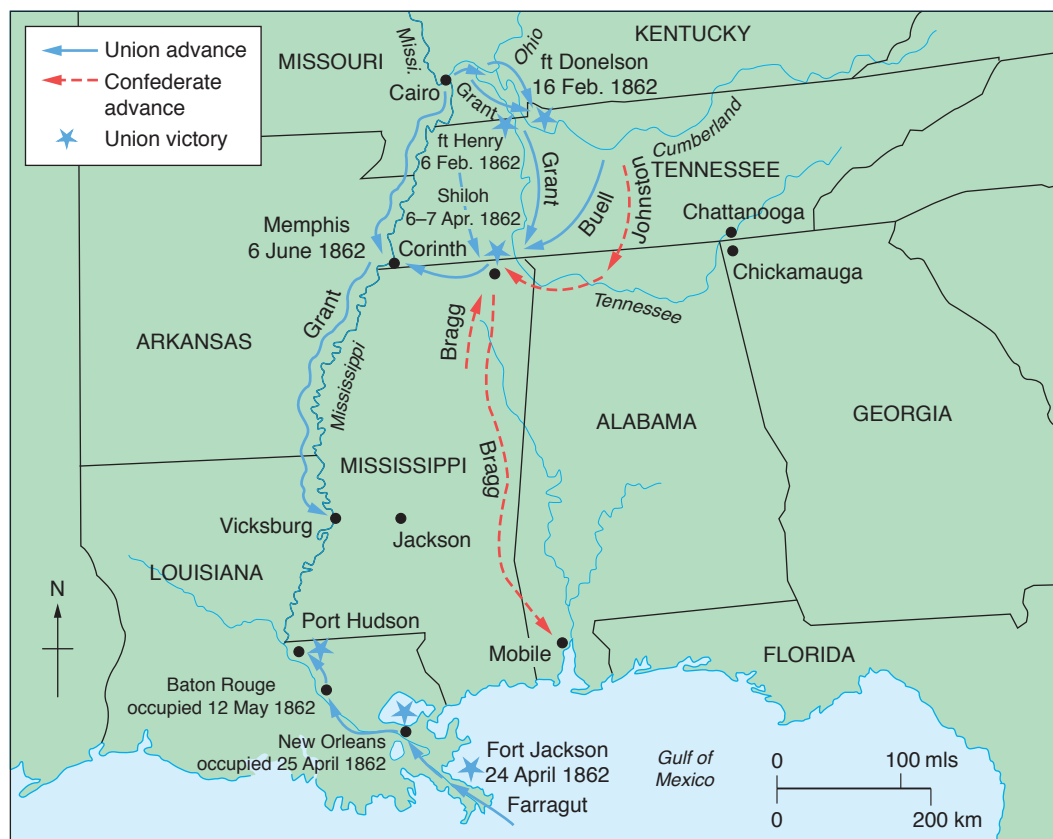 Union advance
Confederate
advance
Union victory
MISSOURI
Missi.
Ohio
KENTUCKY
ft Donelson
16 Feb. 1862
Cairo
Grant
ft Henry
6 Feb. 1862
Cumberland
TENNESSEE
Grant
Buell
Johnston
Shiloh
6–7 Apr. 1862
Chattanooga
Memphis
6 June 1862
Corinth
Chickamauga
Tennessee
Grant
ARKANSAS
Mississippi
Bragg
ALABAMA
GEORGIA
MISSISSIPPI
Bragg
Vicksburg
Jackson
LOUISIANA
N
Port Hudson
Mobile
FLORIDA
Baton Rouge
occupied 12 May 1862
New Orleans
occupied 25 April 1862
Fort Jackson
24 April 1862
Farragut
Gulf of
Mexico
0 100 mls
0 200 km